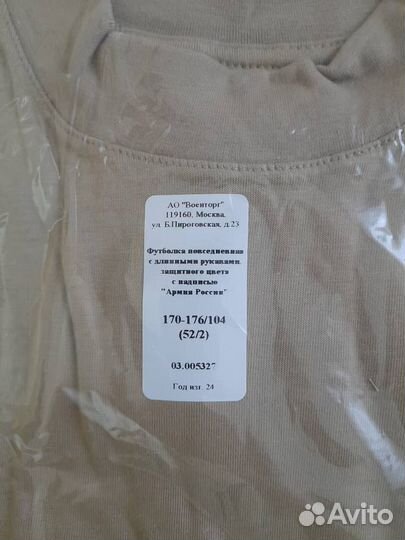 АО "Военторг"
119160, Москва,
ул. Б.Пироговская, д.23
Футболка повседневная
с длинными рукавами
защитного цвета
с надписью
"Армия России"
170-176/104
(52/2)
03.005327
Год изг. 24
Avito